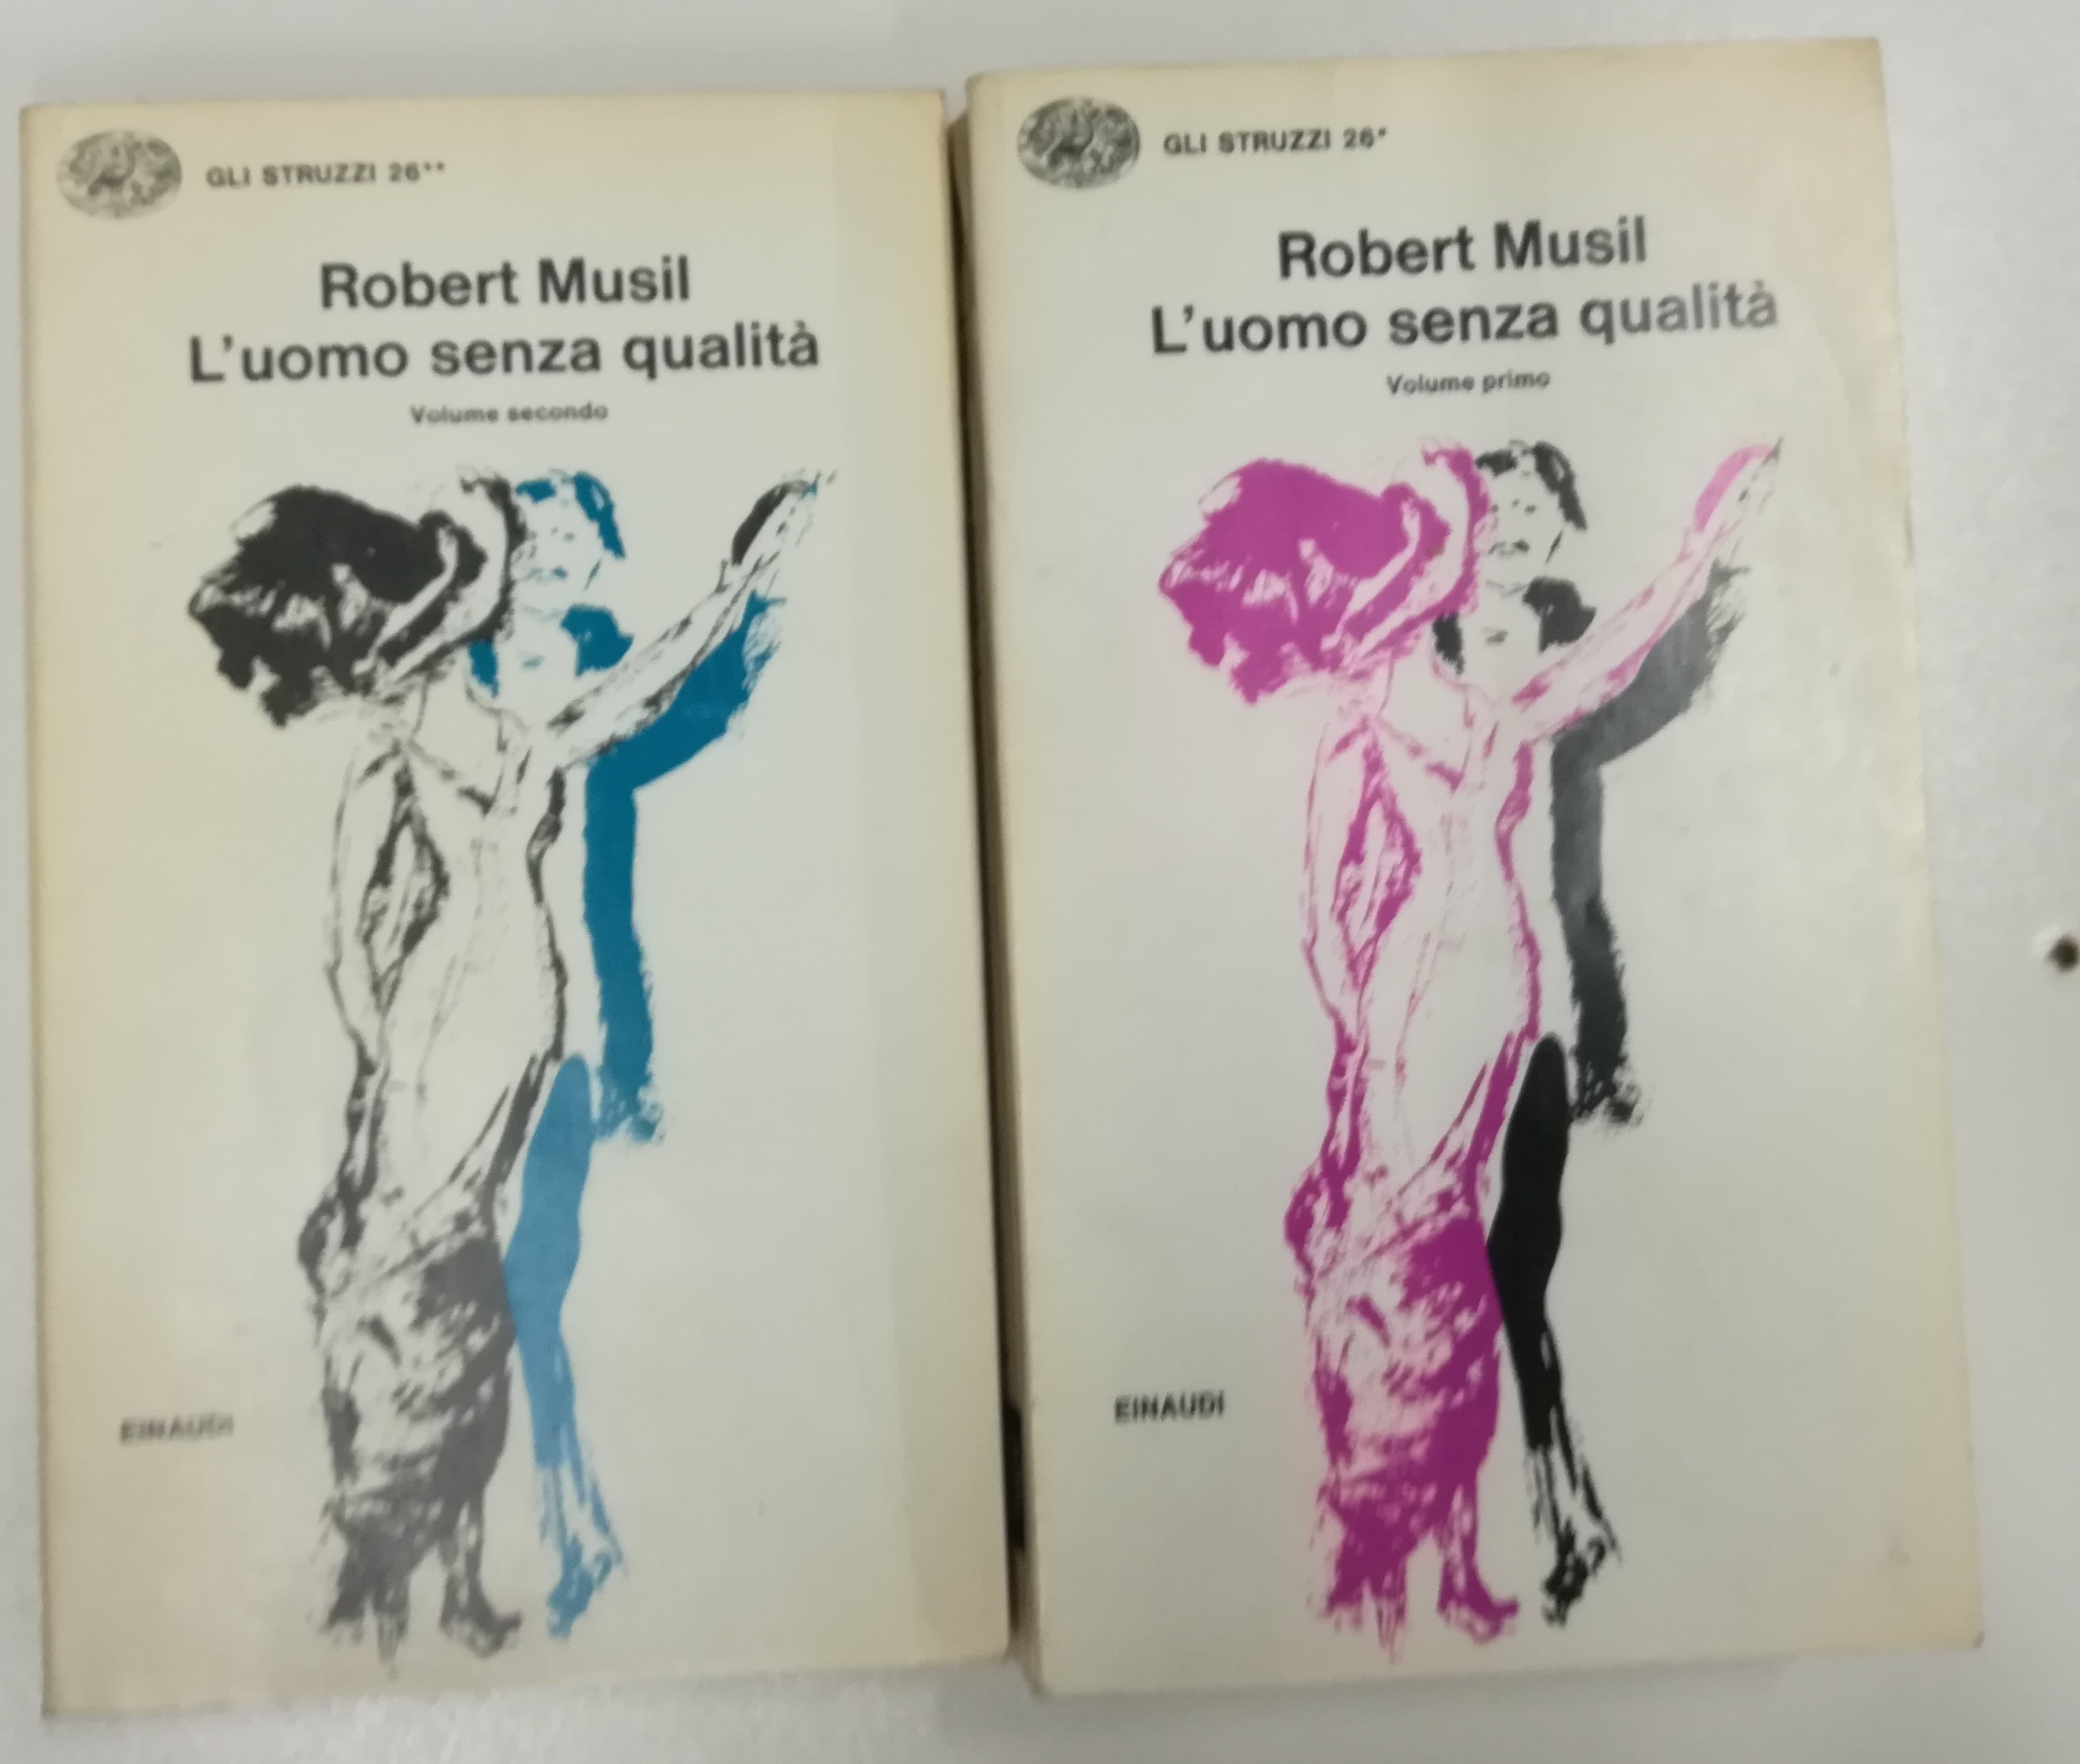 GLI STRUZZI 26**
Robert Musil
L'uomo senza qualità
Volume secondo
EINAUDI
GLI STRUZZI 26*
Robert Musil
L'uomo senza qualità
Volume primo
EINAUDI